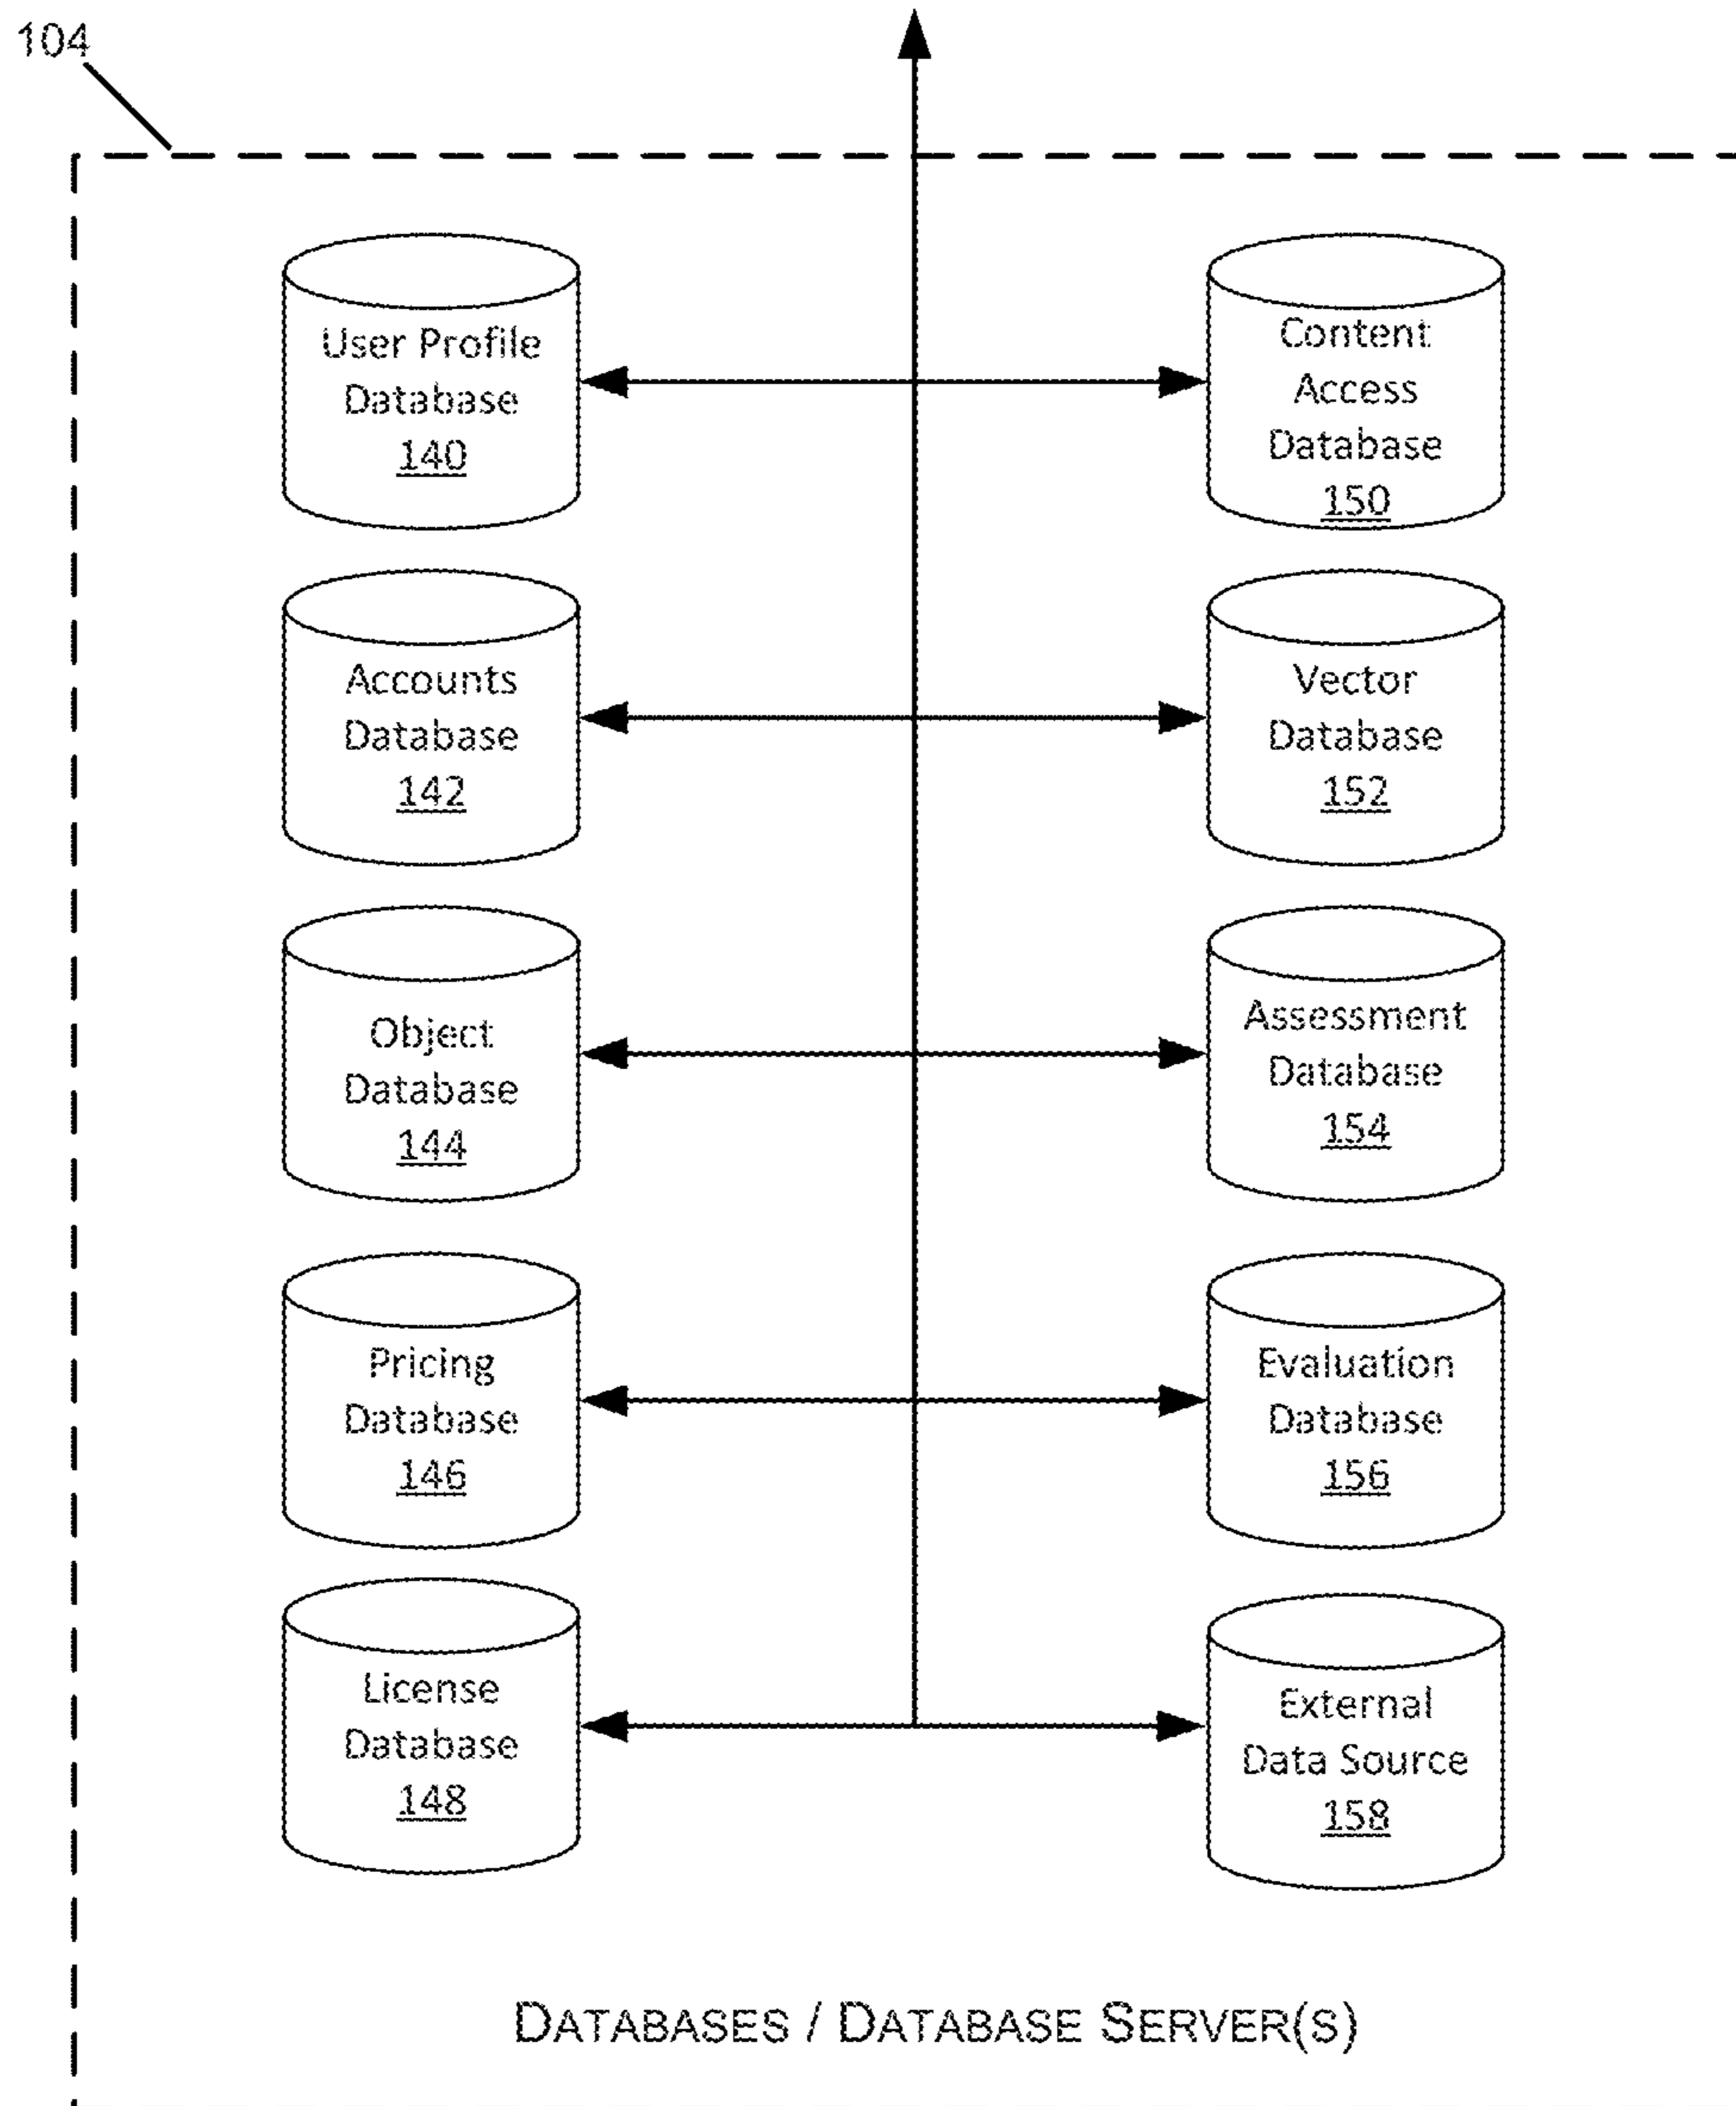 104
User Profile
Database
140
Content
Access
Database
150
Accounts
Database
142
Vector
Database
152
Object
Database
144
Assessment
Database
154
Pricing
Database
146
Evaluation
Database
156
License
Database
148
External
Data Source
158
DATABASES / DATABASE SERVER(S)